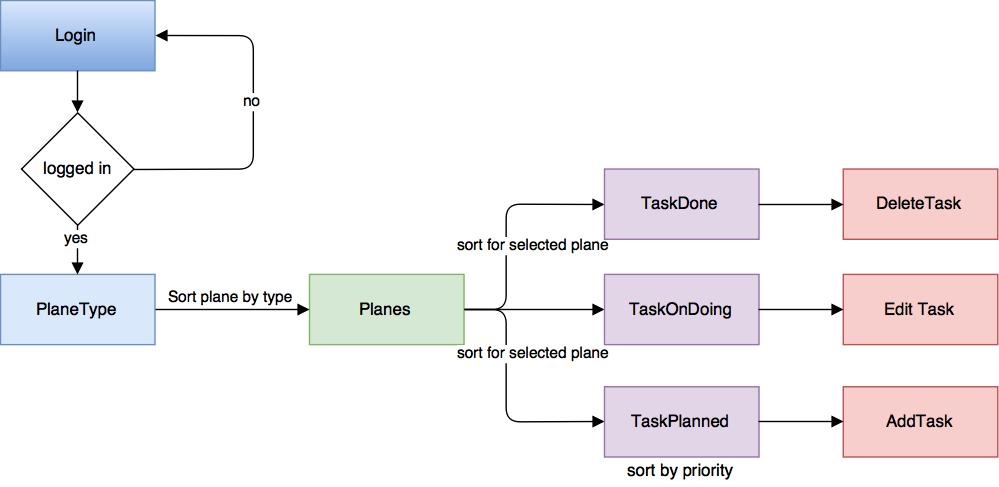 Login
no
logged in
yes
PlaneType
Sort plane by type
Planes
sort for selected plane
sort for selected plane
TaskDone
DeleteTask
TaskOnDoing
Edit Task
TaskPlanned
AddTask
sort by priority